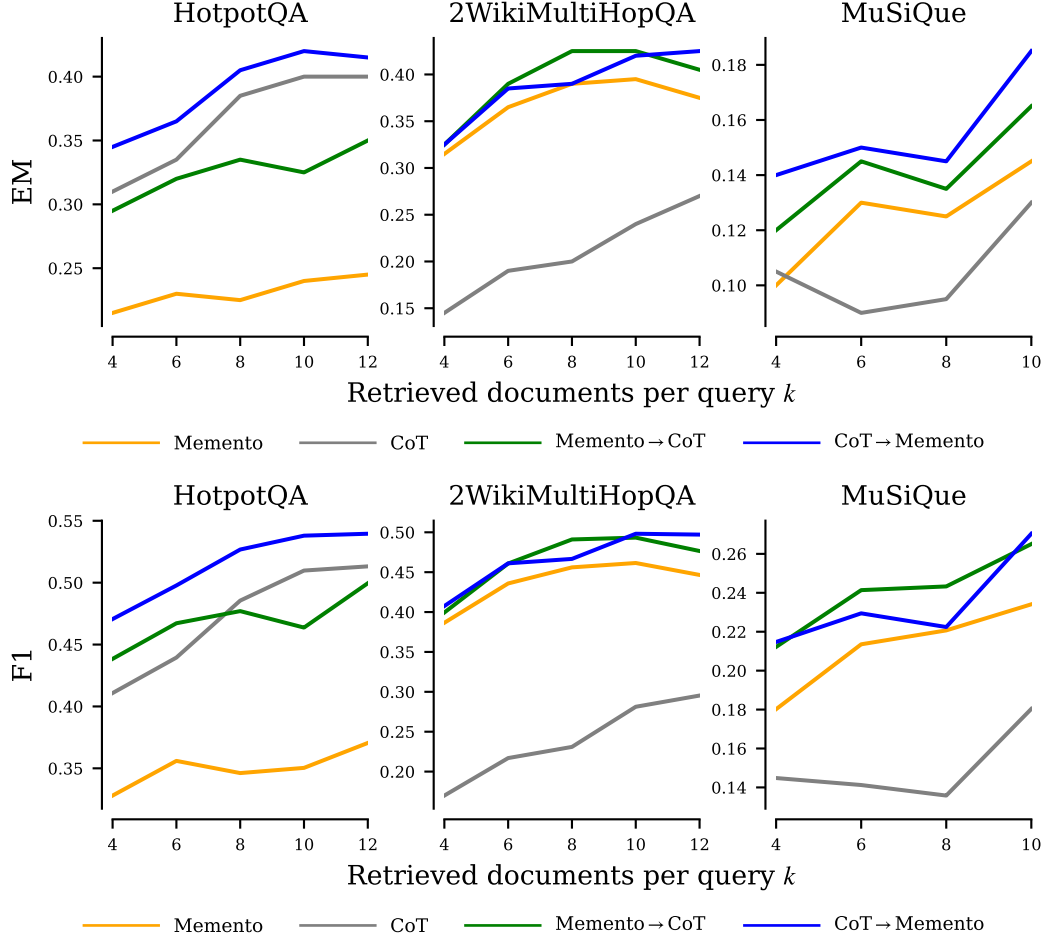 HotpotQA 2WikiMultiHopQA MuSiQue
EM
0.40
0.35
0.30
0.25
4 6 8 10 12
0.40
0.35
0.30
0.25
0.20
0.15
4 6 8 10 12
0.18
0.16
0.14
0.12
0.10
4 6 8 10
Retrieved documents per query k
Memento CoT Memento→CoT CoT→Memento
HotpotQA 2WikiMultiHopQA MuSiQue
F1
0.55
0.50
0.45
0.40
0.35
4 6 8 10 12
0.50
0.45
0.40
0.35
0.30
0.25
0.20
4 6 8 10 12
0.26
0.24
0.22
0.20
0.18
0.16
0.14
4 6 8 10
Retrieved documents per query k
Memento CoT Memento→CoT CoT→Memento